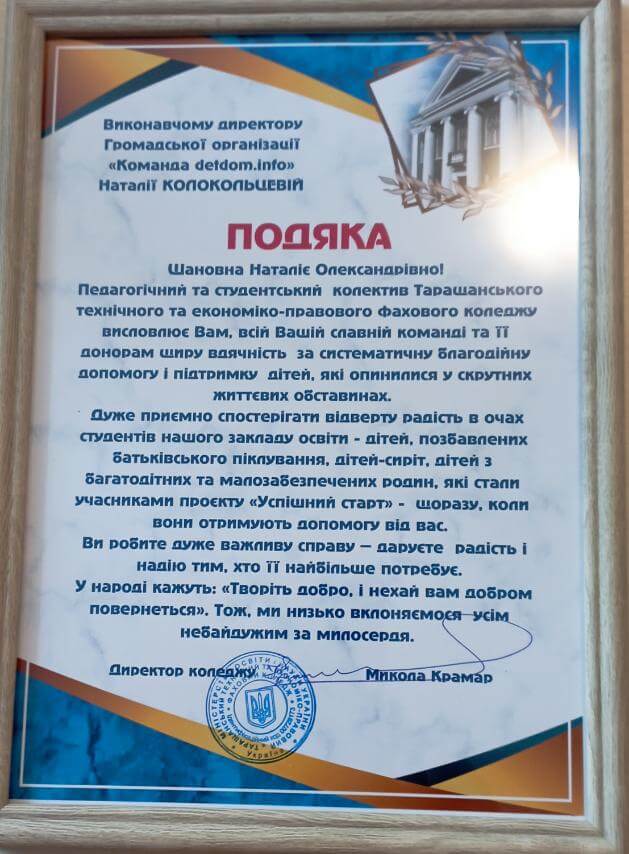 Виконавчому директору
Громадської організації
«Команда detdom.info»
Наталії КОЛОКОЛЬЦЕВІЙ
ПОДЯКА
Шановна Наталіє Олександрівно!
Педагогічний та студентський колектив Таращанського
технічного та економіко-правового Фахового коледжу
висловлює Вам, всій Вашій славній команді та її
донорам щиру вдячність за систематичну благодійну
допомогу і підтримку дітей, які опинилися у скрутних
життєвих обставинах.
Дуже приємно спостерігати відверту радість в очах
студентів нашого закладу освіти - дітей, позбавлених
батьківського піклування, дітей-сиріт, дітей з
багатодітних та малозабезпечених родин, які стали
учасниками проєкту «Успішний старт» - щоразу, коли
вони отримують допомогу від вас.
Ви робите дуже важливу справу – даруєте радість і
надію тим, хто її найбільше потребує.
У народі кажуть: «Творіть добро, і нехай вам добром
повернеться». Тож, ми низько вклоняємося усім
небайдужим за милосердя.
Директор коледжу Микола Крамар
Україна